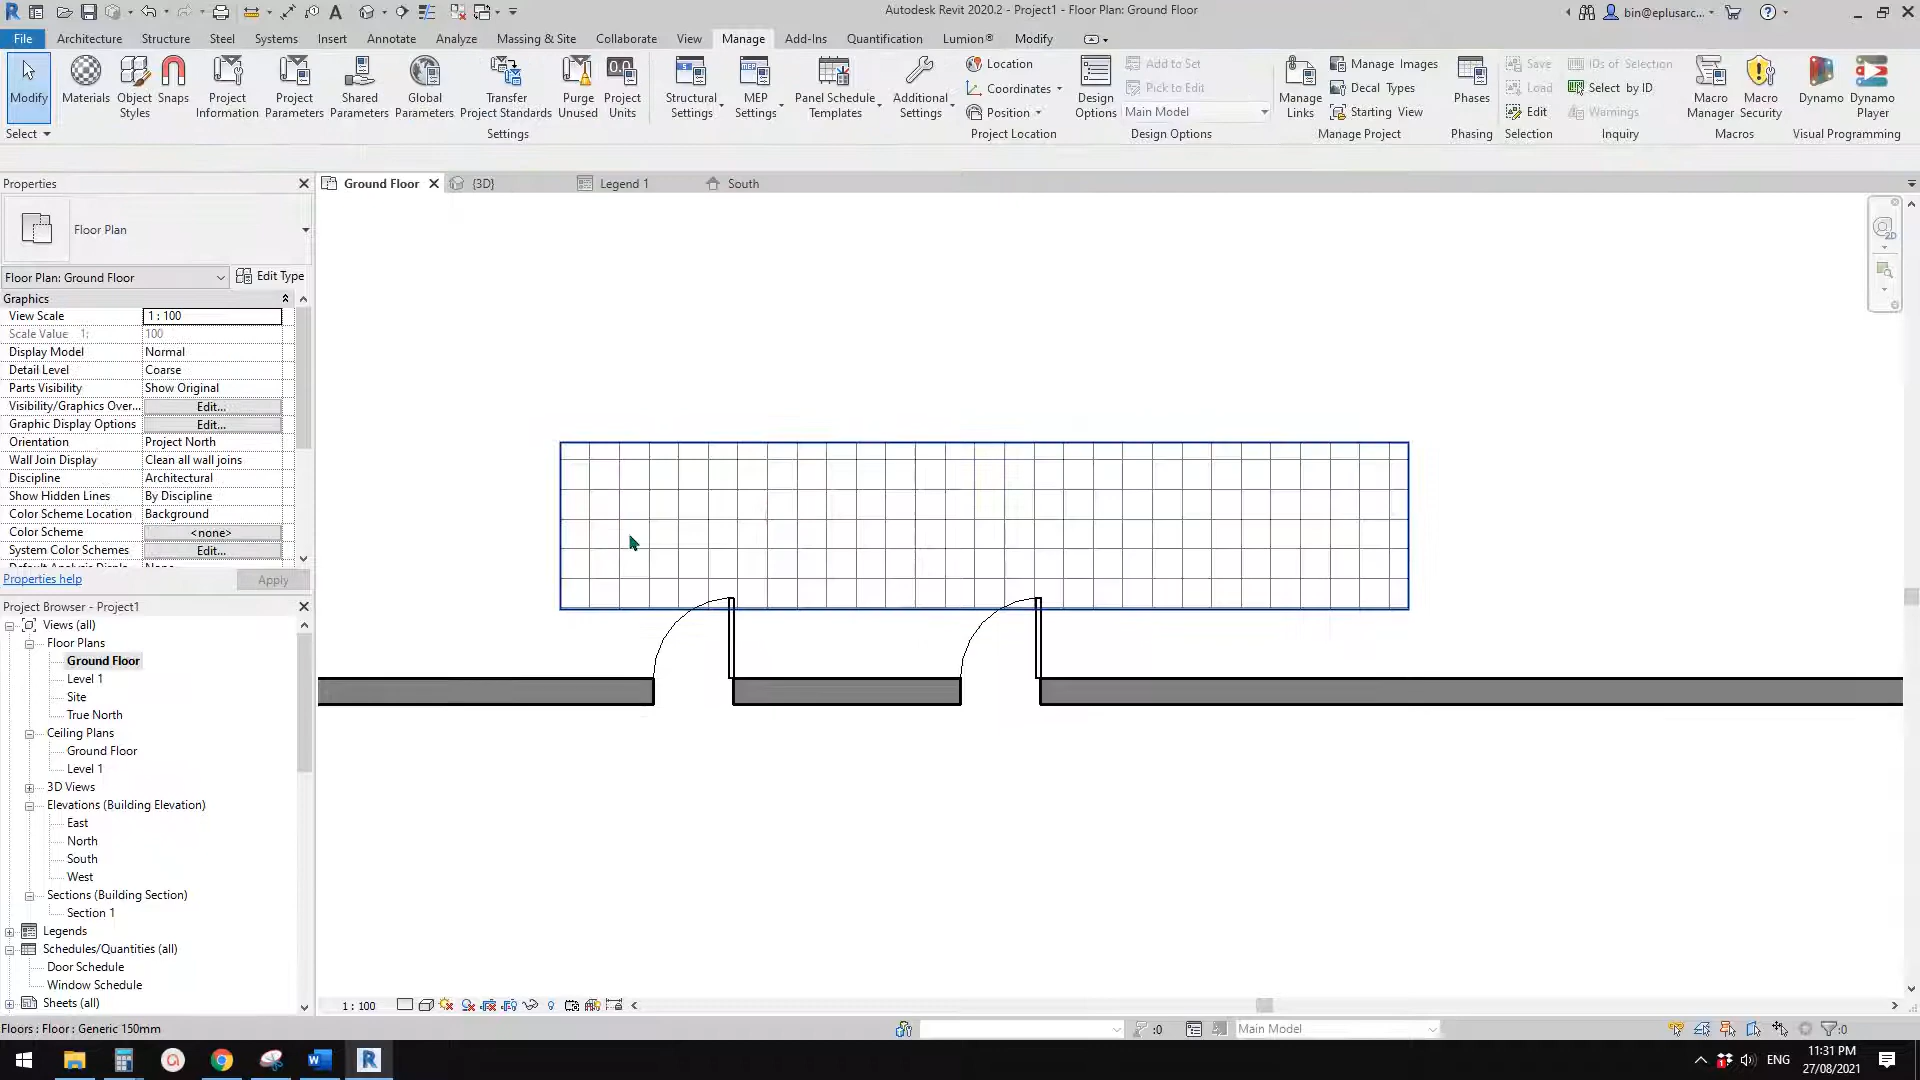 Autodesk Revit 2020.2 - Project1 - Floor Plan: Ground Floor
bin@eplusarc...
File Architecture Structure Steel Systems Insert Annotate Analyze Massing & Site Collaborate View Manage Add-Ins Quantification Lumion® Modify
Modify
Materials
Object Styles
Snaps
Project Information
Project Parameters
Shared Parameters
Global Parameters
Transfer Project Standards
Purge Unused
Project Units
Structural Settings
MEP Settings
Panel Schedule Templates
Additional Settings
Location
Coordinates
Position
Design Options
Add to Set
Pick to Edit
Main Model
Manage Links
Manage Images
Decal Types
Starting View
Phases
Save
Load
Edit
IDs of Selection
Select by ID
Warnings
Macro Manager
Macro Security
Dynamo
Dynamo Player
Select
Settings
Project Location
Design Options
Manage Project
Phasing
Selection
Inquiry
Macros
Visual Programming
Properties
Ground Floor
{3D}
Legend 1
South
Floor Plan
Floor Plan: Ground Floor
Edit Type
Graphics
View Scale 1 : 100
Scale Value 1: 100
Display Model Normal
Detail Level Coarse
Parts Visibility Show Original
Visibility/Graphics Over... Edit...
Graphic Display Options Edit...
Orientation Project North
Wall Join Display Clean all wall joins
Discipline Architectural
Show Hidden Lines By Discipline
Color Scheme Location Background
Color Scheme <none>
System Color Schemes Edit...
Properties help
Apply
Project Browser - Project1
Views (all)
Floor Plans
Ground Floor
Level 1
Site
True North
Ceiling Plans
Ground Floor
Level 1
3D Views
Elevations (Building Elevation)
East
North
South
West
Sections (Building Section)
Section 1
Legends
Schedules/Quantities (all)
Door Schedule
Window Schedule
Sheets (all)
1 : 100
Floors : Floor : Generic 150mm
:0
Main Model
:0
ENG
11:31 PM
27/08/2021